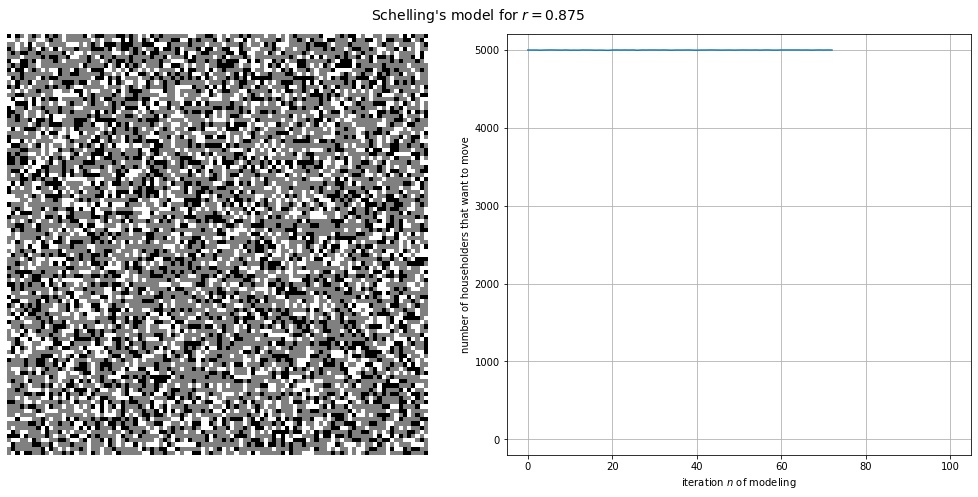 Schelling's model for r = 0.875
5000
4000
3000
2000
1000
0
number of householders that want to move
0 20 40 60 80 100
iteration n of modeling